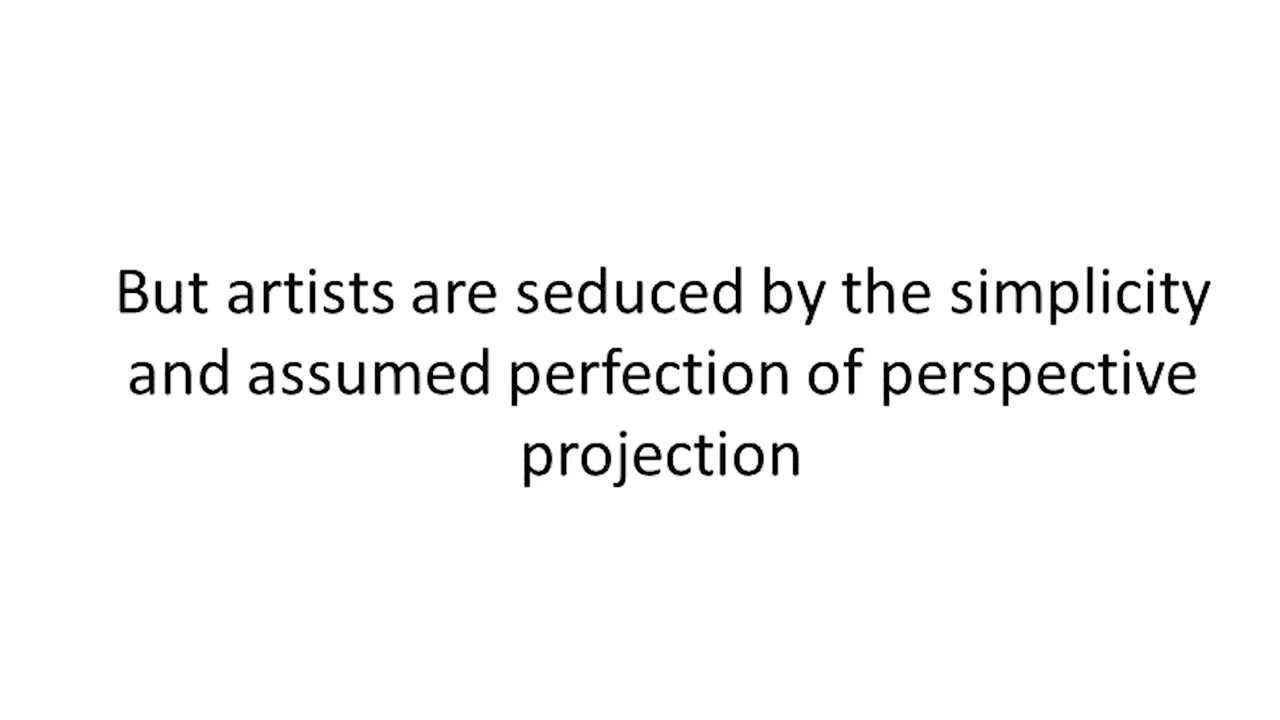 But artists are seduced by the simplicity
and assumed perfection of perspective
projection